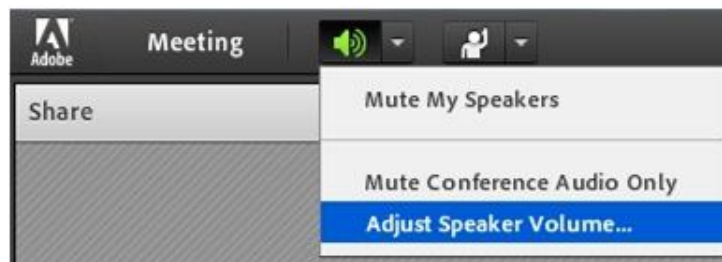 Adobe
Meeting
Share
Mute My Speakers
Mute Conference Audio Only
Adjust Speaker Volume...